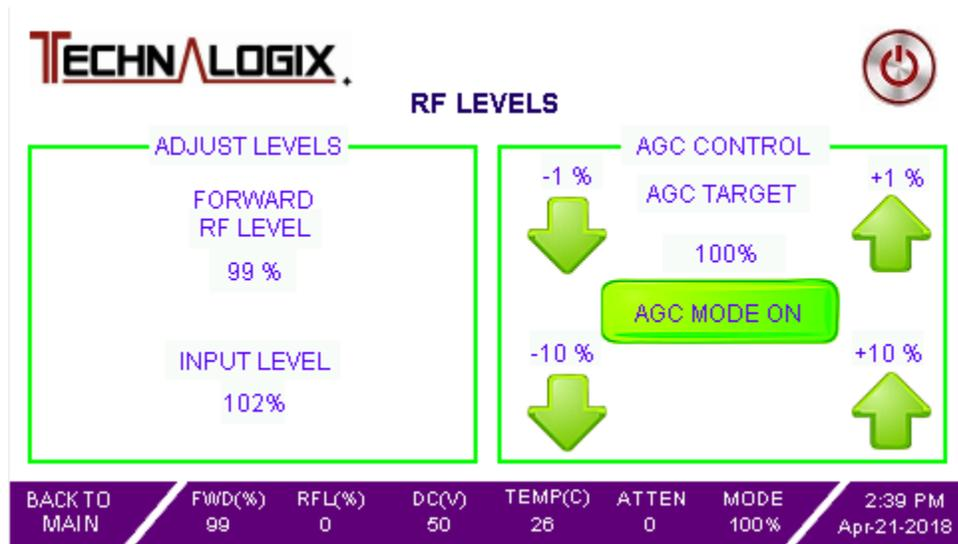 TECHNALOGIX
RF LEVELS
ADJUST LEVELS
FORWARD
RF LEVEL
99 %
INPUT LEVEL
102%
AGC CONTROL
-1 %
AGC TARGET
+1 %
100%
AGC MODE ON
-10 %
+10 %
BACK TO
MAIN
FWD(%) RFL(%) DC(V) TEMP(C) ATTEN MODE
99 0 50 26 0 100%
2:39 PM
Apr-21-2018